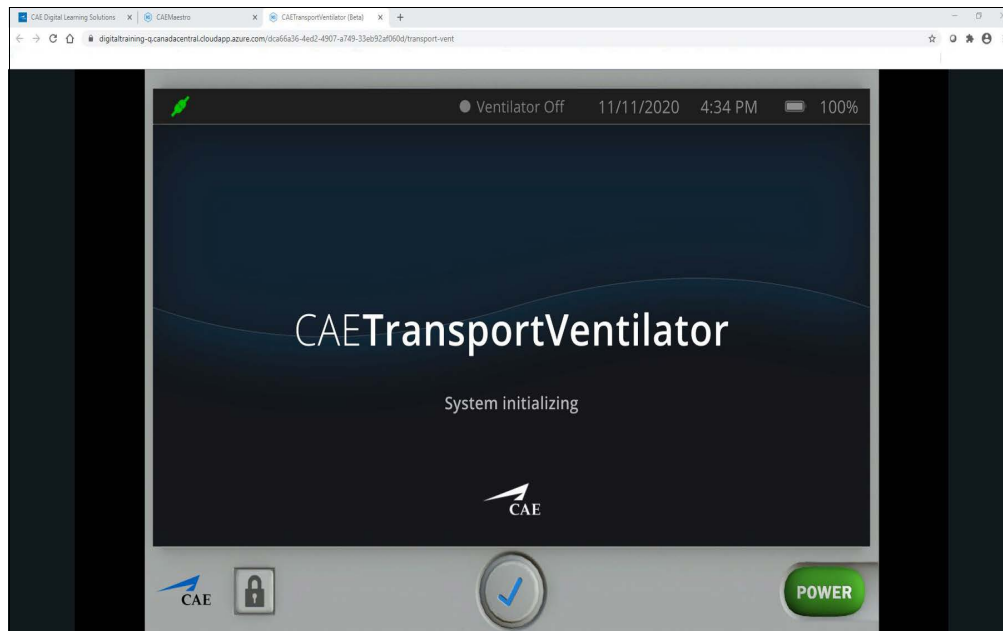 CAE Digital Learning Solutions
CAEMaestro
CAETransportVentilator (Beta)
digitaltraining-q.canadacentral.cloudapp.azure.com/dca66a36-4ed2-4907-a749-33eb92af060d/transport-vent
Ventilator Off 11/11/2020 4:34 PM 100%
CAETransportVentilator
System initializing
CAE
CAE
POWER